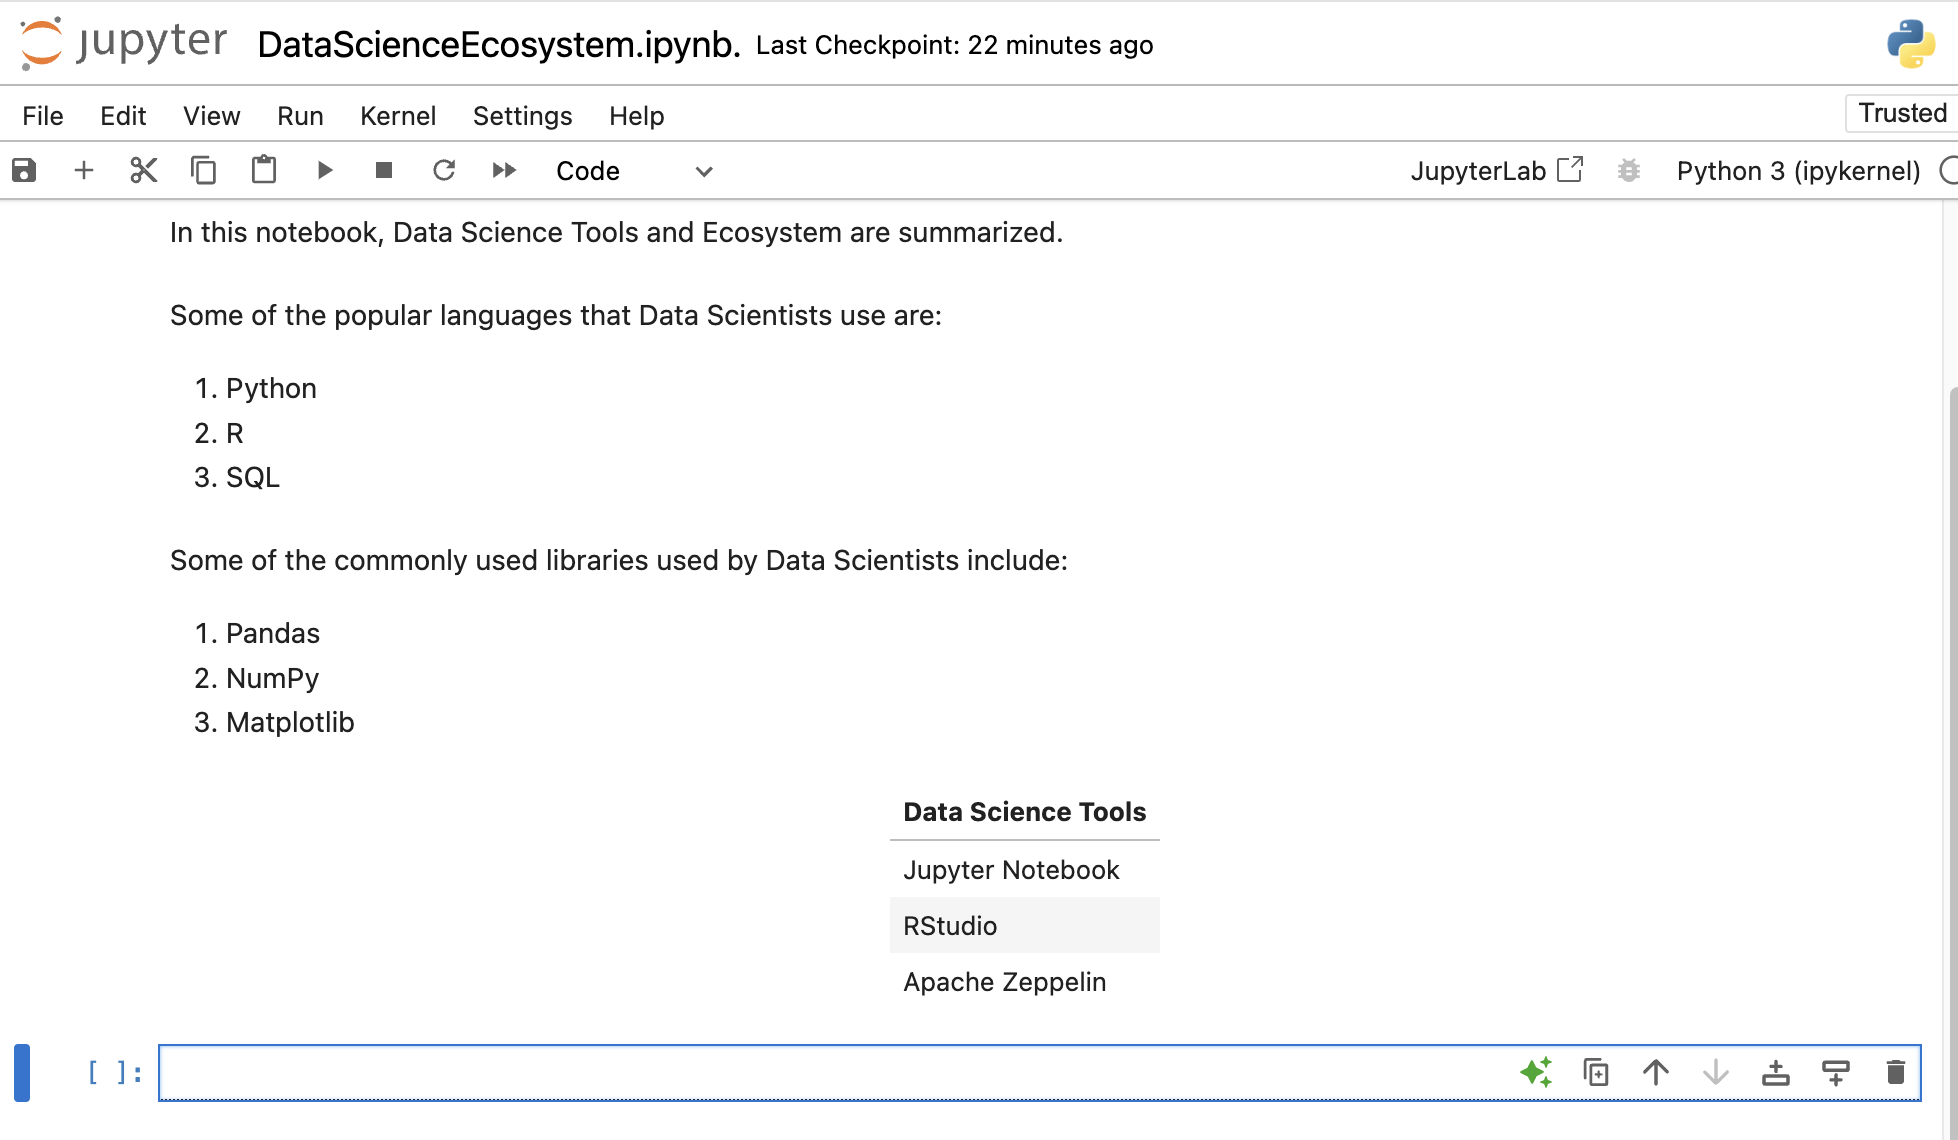 jupyter DataScienceEcosystem.ipynb. Last Checkpoint: 22 minutes ago
File Edit View Run Kernel Settings Help Trusted
Code JupyterLab Python 3 (ipykernel)
In this notebook, Data Science Tools and Ecosystem are summarized.
Some of the popular languages that Data Scientists use are:
1. Python
2. R
3. SQL
Some of the commonly used libraries used by Data Scientists include:
1. Pandas
2. NumPy
3. Matplotlib
Data Science Tools
Jupyter Notebook
RStudio
Apache Zeppelin
[ ]: